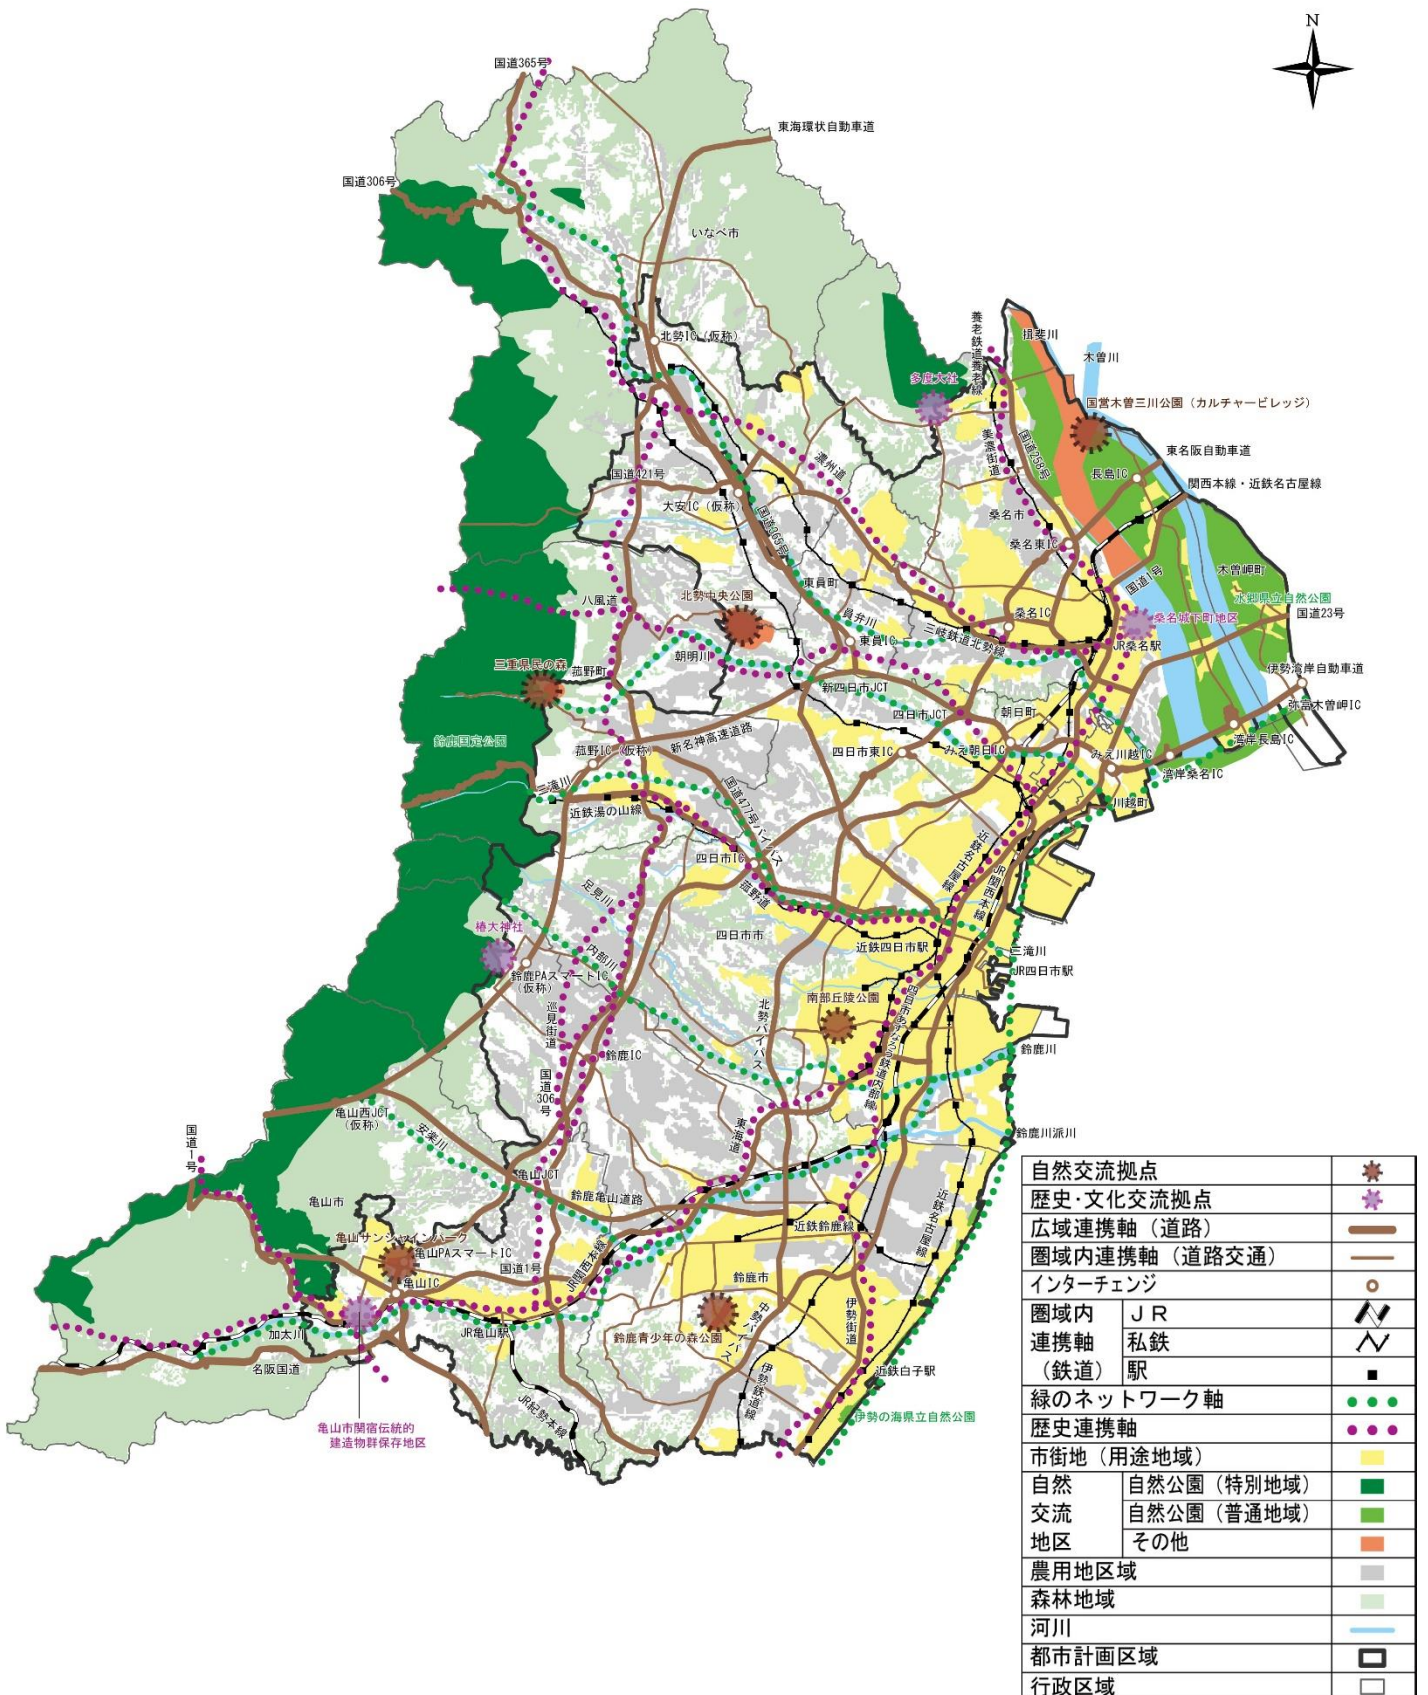 N
国道365号
東海環状自動車道
国道306号
いなべ市
北勢IC（仮称）
養老鉄道養老線
揖斐川
木曽川
多度大社
国営木曽三川公園（カルチャービレッジ）
美濃街道
国道258号
東名阪自動車道
濃州道
長島IC
国道421号
関西本線・近鉄名古屋線
大安IC（仮称）
国道365号
桑名市
桑名東IC
木曽岬町
国道1号
東員町
八風道
北勢中央公園
水郷県立自然公園
員弁川
桑名IC
国道23号
桑名城下町地区
三岐鉄道北勢線
東員IC
JR桑名駅
朝明川
三重県民の森
菰野町
伊勢湾岸自動車道
新四日市JCT
弥富木曽岬IC
四日市JCT
朝日町
新名神高速道路
鈴鹿国定公園
湾岸長島IC
菰野IC（仮称）
四日市東IC
みえ朝日IC
みえ川越IC
湾岸桑名IC
三滝川
国道477号バイパス
川越町
近鉄湯の山線
近鉄名古屋線
JR関西本線
四日市IC
菰野道
足見川
椿大神社
四日市市
近鉄四日市駅
内部川
三滝川
鈴鹿PAスマートIC
（仮称）
JR四日市駅
南部丘陵公園
四日市あすなろう鉄道内部線
巡見街道
北勢バイパス
鈴鹿川
鈴鹿IC
国道306号
亀山西JCT
（仮称）
安楽川
東海道
国道1号
鈴鹿川派川
亀山JCT
亀山市
鈴鹿亀山道路
近鉄名古屋線
近鉄鈴鹿線
亀山サンシャインパーク
亀山PAスマートIC
JR関西本線
国道1号
亀山IC
鈴鹿市
中勢バイパス
伊勢街道
加太川
JR亀山駅
鈴鹿青少年の森公園
名阪国道
近鉄白子駅
伊勢鉄道線
JR紀勢本線
伊勢の海県立自然公園
亀山市関宿伝統的
建造物群保存地区
自然交流拠点
歴史・文化交流拠点
広域連携軸（道路）
圏域内連携軸（道路交通）
インターチェンジ
圏域内 ＪＲ
連携軸 私鉄
（鉄道） 駅
緑のネットワーク軸
歴史連携軸
市街地（用途地域）
自然 自然公園（特別地域）
交流 自然公園（普通地域）
地区 その他
農用地区域
森林地域
河川
都市計画区域
行政区域